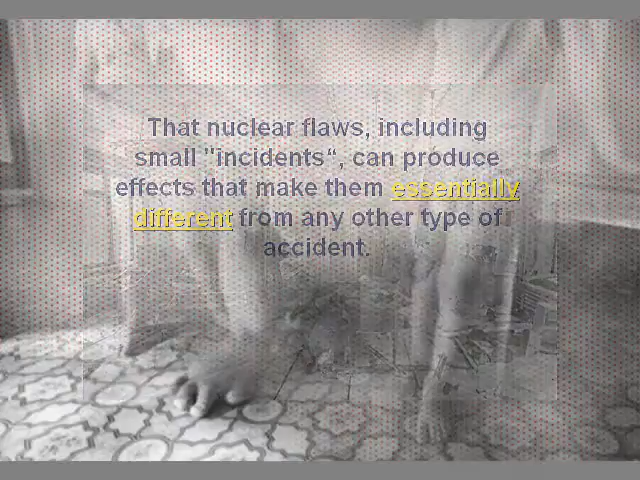 That nuclear flaws, including
small "incidents“, can produce
effects that make them essentially
different from any other type of
accident.